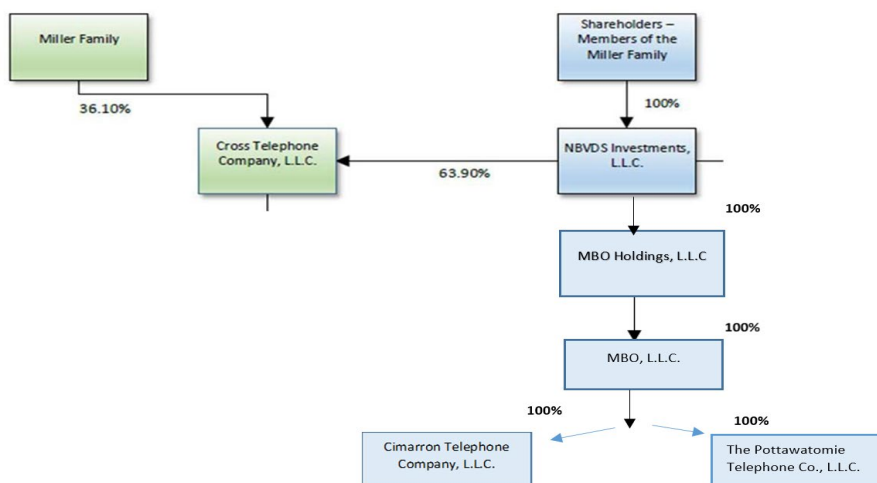 Miller Family
Shareholders –
Members of the
Miller Family
36.10%
100%
Cross Telephone
Company, L.L.C.
NBVDS Investments,
L.L.C.
63.90%
100%
MBO Holdings, L.L.C
100%
MBO, L.L.C.
100%
100%
Cimarron Telephone
Company, L.L.C.
The Pottawatomie
Telephone Co., L.L.C.